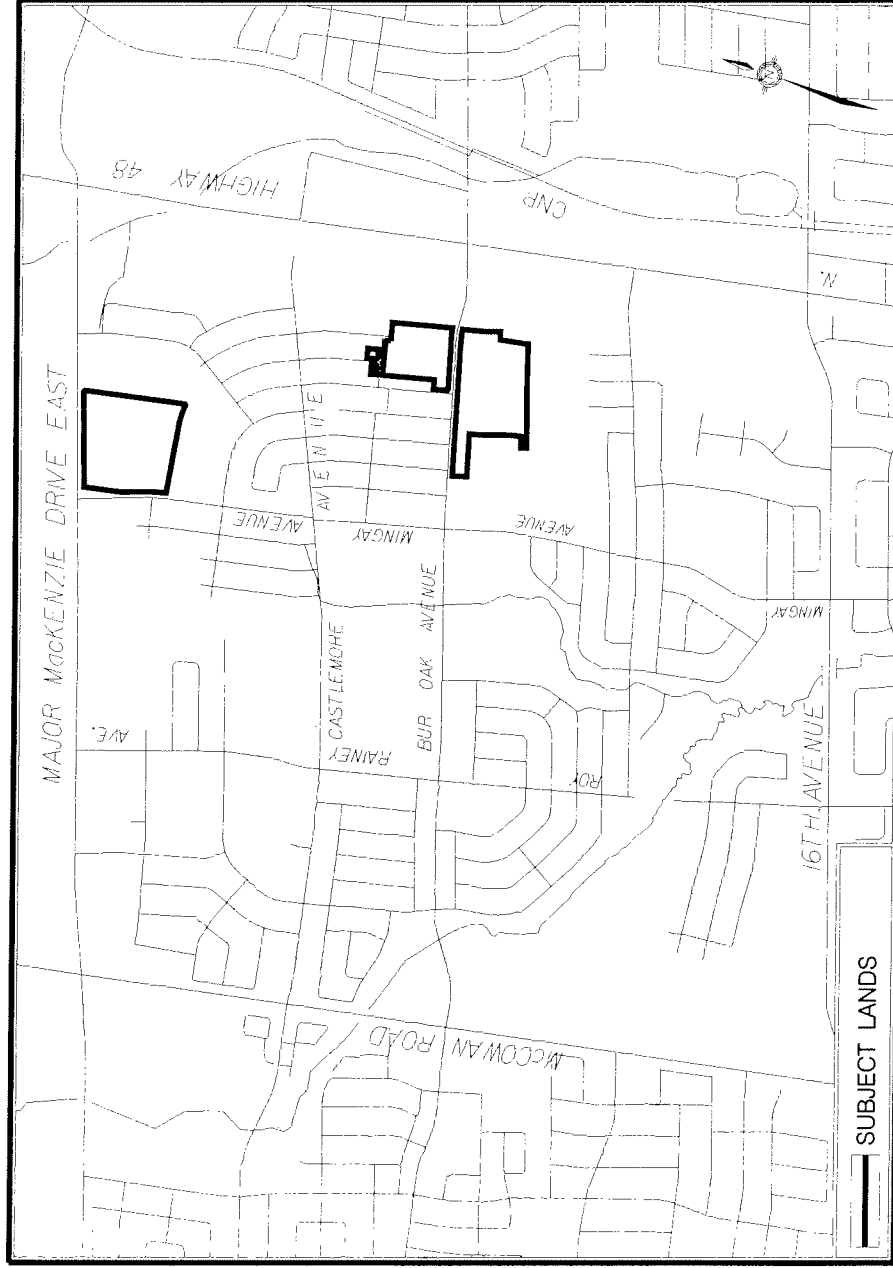 HIGHWAY 48
MAJOR MacKENZIE DRIVE EAST
CNR
N.
AVENUE
AVENUE
MINGAY
AVENUE
CASTLEMORE
BUR OAK AVENUE
MINGAY
AVE.
RAINEY
ROY
16TH AVENUE
McCOWAN ROAD
SUBJECT LANDS
N